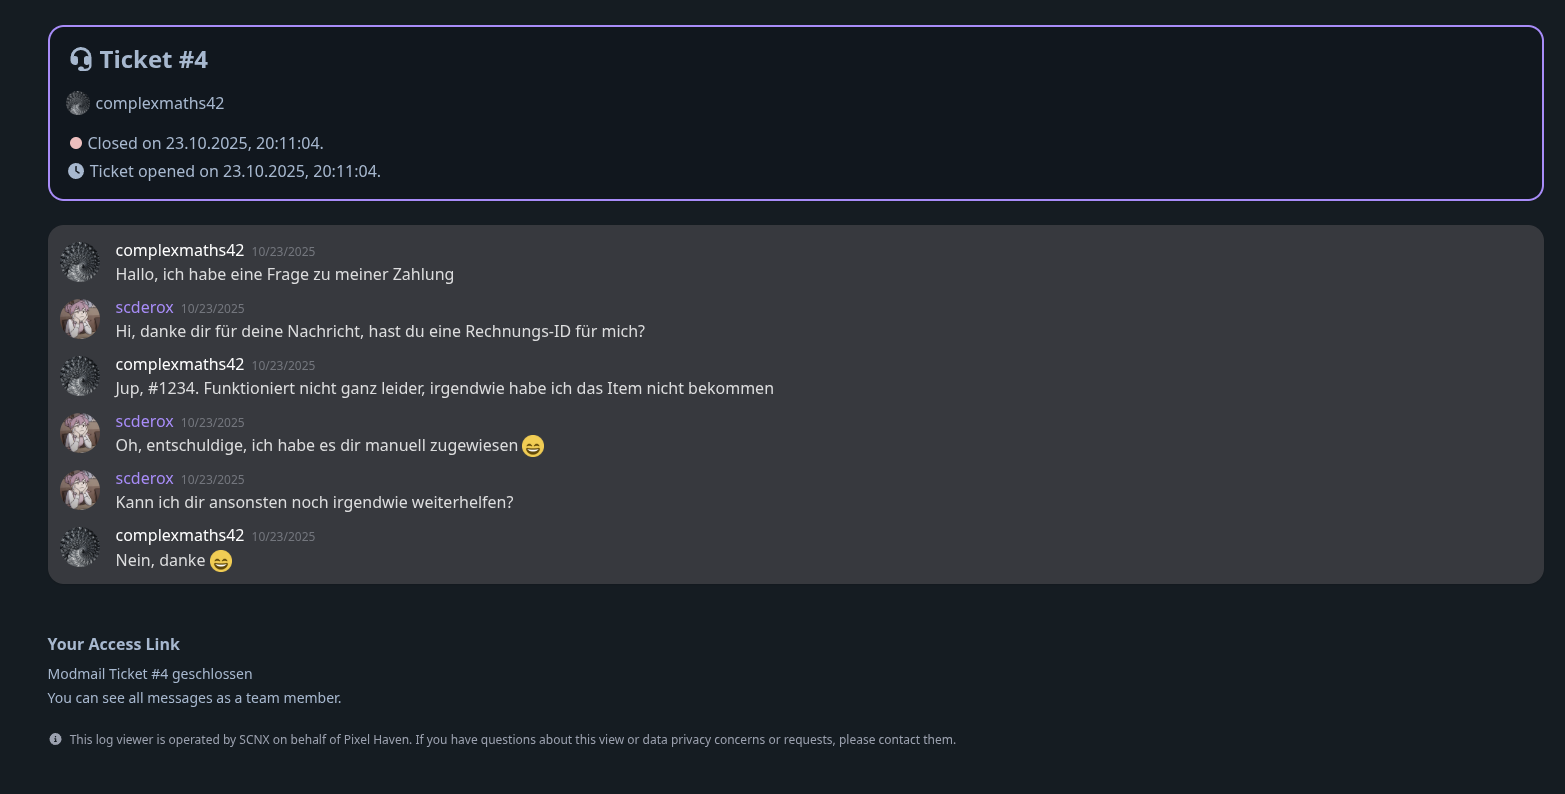 Ticket #4
complexmaths42
Closed on 23.10.2025, 20:11:04.
Ticket opened on 23.10.2025, 20:11:04.
complexmaths42 10/23/2025
Hallo, ich habe eine Frage zu meiner Zahlung
scderox 10/23/2025
Hi, danke dir für deine Nachricht, hast du eine Rechnungs-ID für mich?
complexmaths42 10/23/2025
Jup, #1234. Funktioniert nicht ganz leider, irgendwie habe ich das Item nicht bekommen
scderox 10/23/2025
Oh, entschuldige, ich habe es dir manuell zugewiesen 😄
scderox 10/23/2025
Kann ich dir ansonsten noch irgendwie weiterhelfen?
complexmaths42 10/23/2025
Nein, danke 😄
Your Access Link
Modmail Ticket #4 geschlossen
You can see all messages as a team member.
This log viewer is operated by SCNX on behalf of Pixel Haven. If you have questions about this view or data privacy concerns or requests, please contact them.